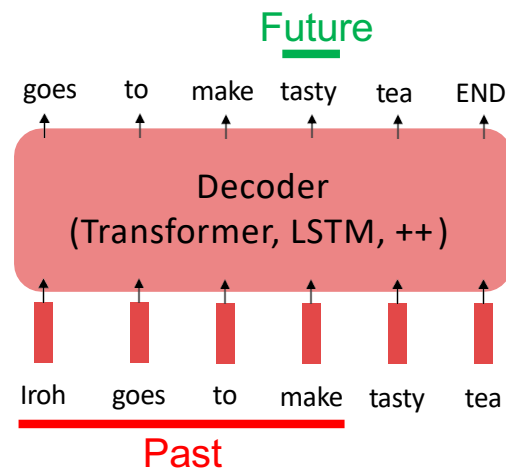 Future
goes to make tasty tea END
Decoder
(Transformer, LSTM, ++)
Iroh goes to make tasty tea
Past